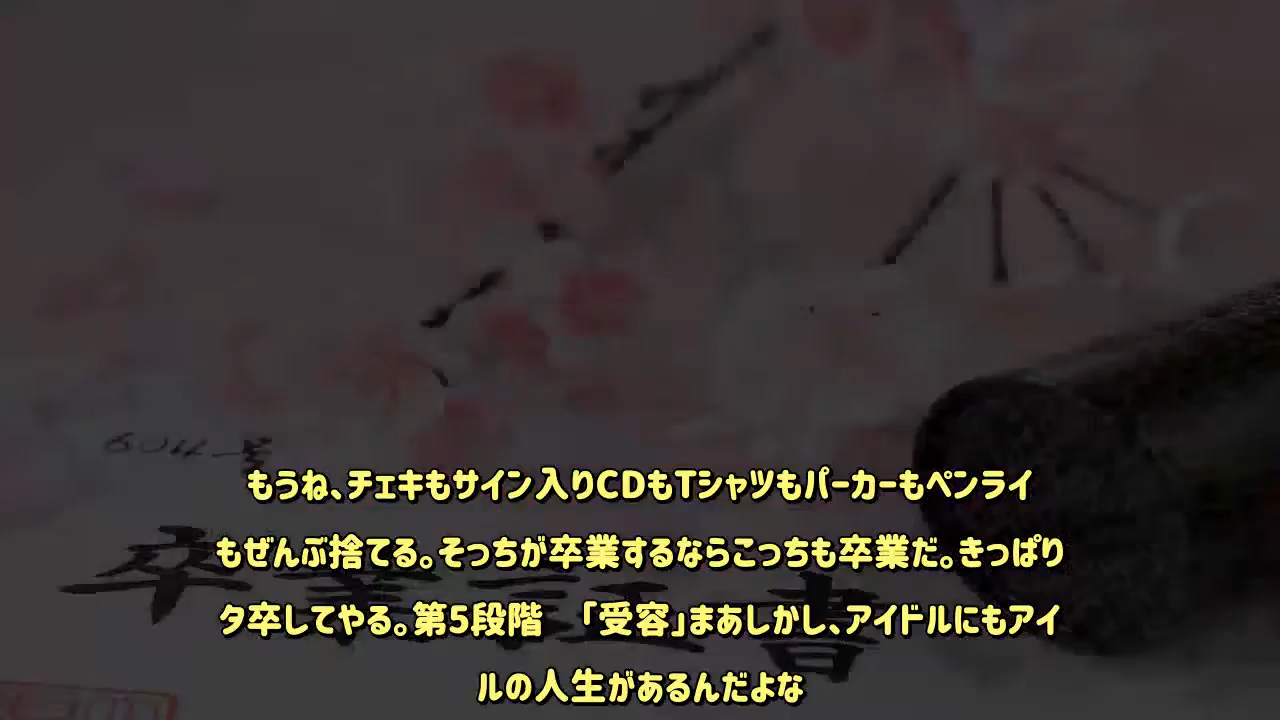 もうね、チェキもサイン入りCDもTシャツもパーカーもペンライ
もぜんぶ捨てる。そっちが卒業するならこっちも卒業だ。きっぱり
タ卒してやる。第5段階　「受容」まあしかし、アイドルにもアイ
ルの人生があるんだよな
卒業証書